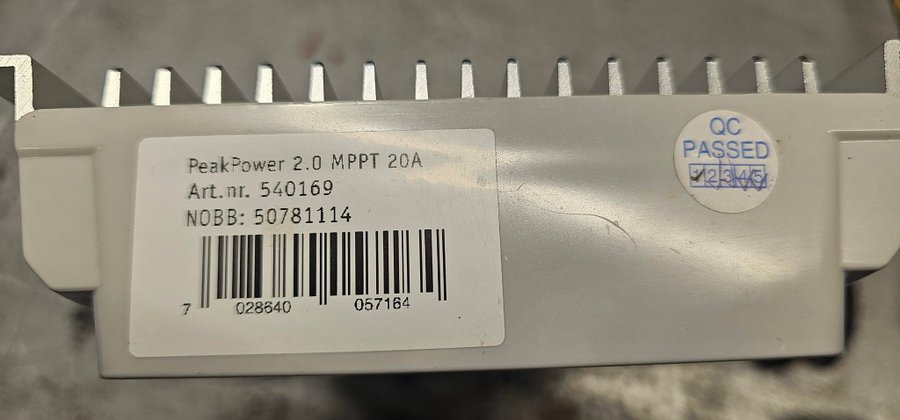 PeakPower 2.0 MPPT 20A
Art.nr. 540169
NOBB: 50781114
7 028640 057164
QC
PASSED
1 2 3 4 5